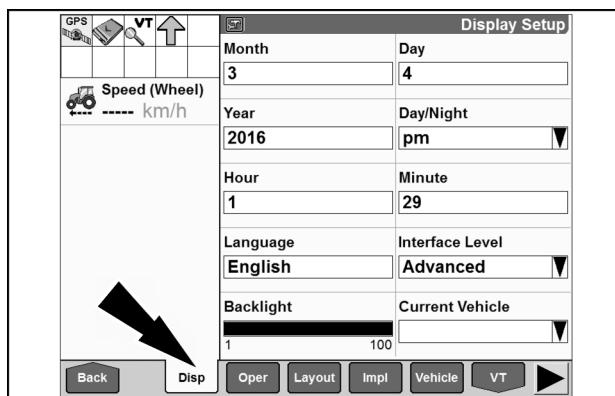 GPS VT
Display Setup
Speed (Wheel)
----- km/h
Month Day
3 4
Year Day/Night
2016 pm
Hour Minute
1 29
Language Interface Level
English Advanced
Backlight Current Vehicle
1 100
Back Disp Oper Layout Impl Vehicle VT